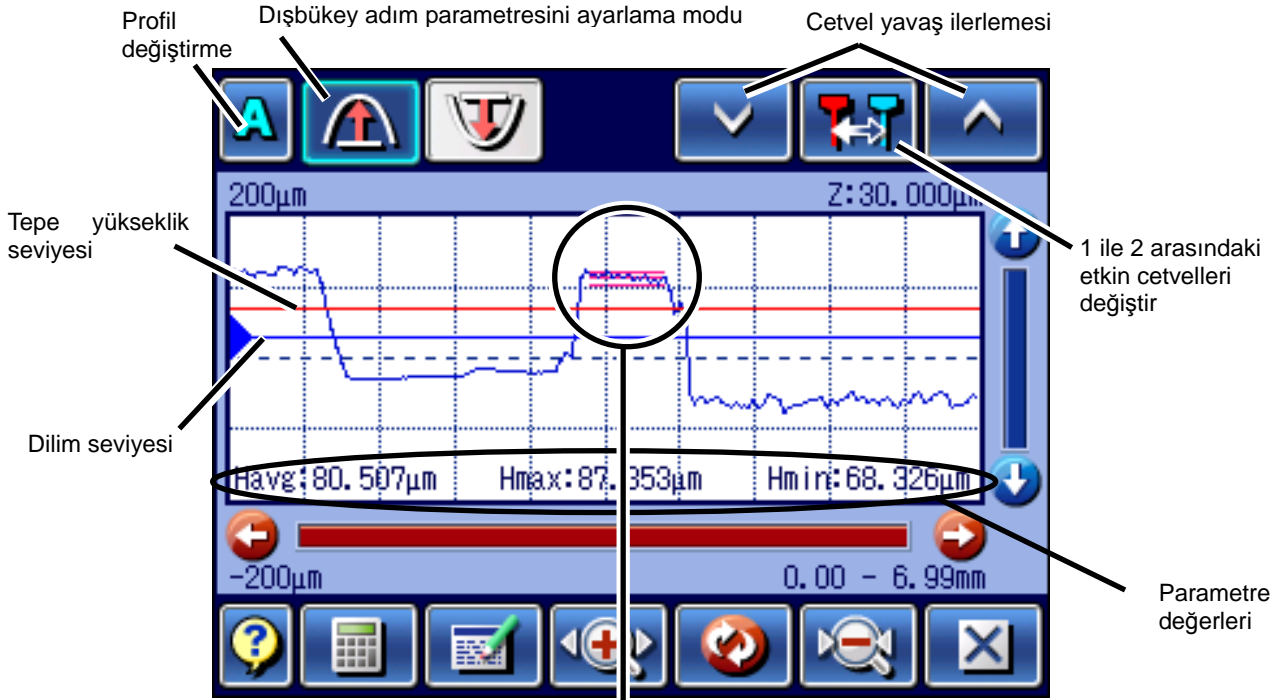 Profil
değiştirme
Dışbükey adım parametresini ayarlama modu
Cetvel yavaş ilerlemesi
A
200µm
Z:30.000µm
Tepe yükseklik
seviyesi
1 ile 2 arasındaki
etkin cetvelleri
değiştir
Dilim seviyesi
Havg:80.507µm Hmax:87.353µm Hmin:68.326µm
-200µm
0.00 - 6.99mm
Parametre
değerleri
?